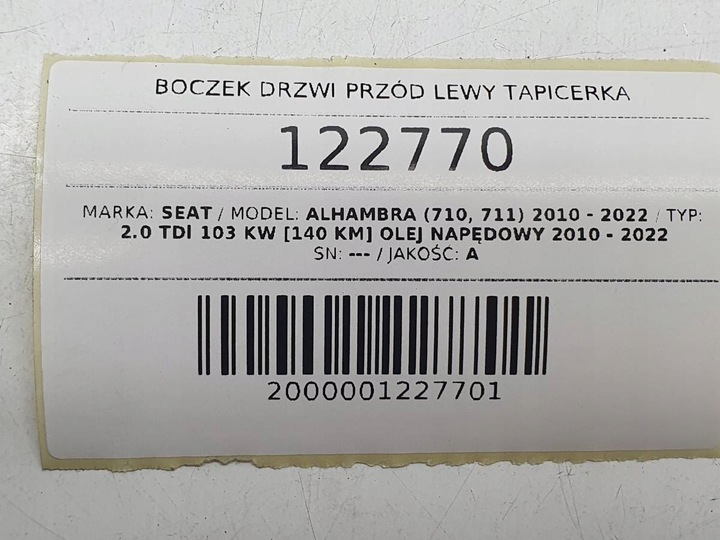 BOCZEK DRZWI PRZÓD LEWY TAPICERKA
122770
MARKA: SEAT / MODEL: ALHAMBRA (710, 711) 2010 - 2022 / TYP:
2.0 TDI 103 KW [140 KM] OLEJ NAPĘDOWY 2010 - 2022
SN: --- / JAKOŚĆ: A
2000001227701